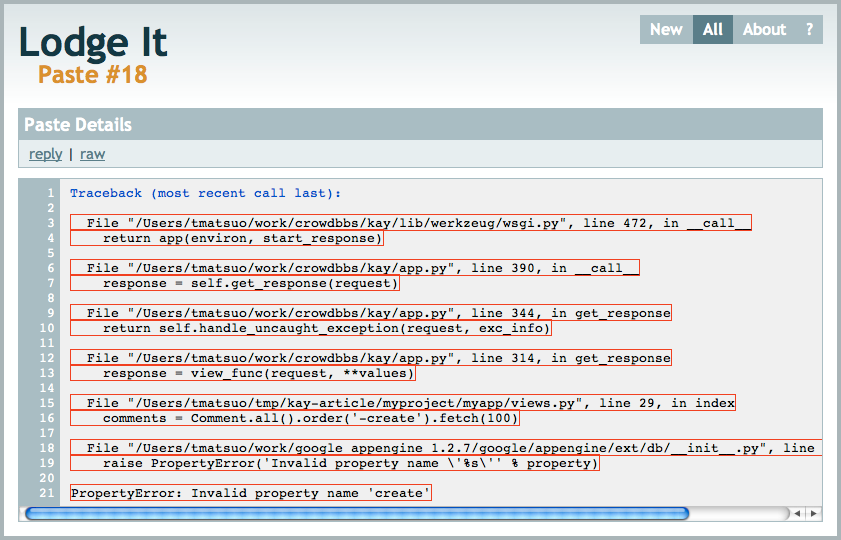 Lodge It
New All About ?
Paste #18
Paste Details
reply | raw
1 Traceback (most recent call last):
2
3 File "/Users/tmatsuo/work/crowdbbs/kay/lib/werkzeug/wsgi.py", line 472, in __call__
4 return app(environ, start_response)
5
6 File "/Users/tmatsuo/work/crowdbbs/kay/app.py", line 390, in __call__
7 response = self.get_response(request)
8
9 File "/Users/tmatsuo/work/crowdbbs/kay/app.py", line 344, in get_response
10 return self.handle_uncaught_exception(request, exc_info)
11
12 File "/Users/tmatsuo/work/crowdbbs/kay/app.py", line 314, in get_response
13 response = view_func(request, **values)
14
15 File "/Users/tmatsuo/tmp/kay-article/myproject/myapp/views.py", line 29, in index
16 comments = Comment.all().order('-create').fetch(100)
17
18 File "/Users/tmatsuo/work/google_appengine_1.2.7/google/appengine/ext/db/__init__.py", line
19 raise PropertyError('Invalid property name \'%s\'' % property)
20
21 PropertyError: Invalid property name 'create'